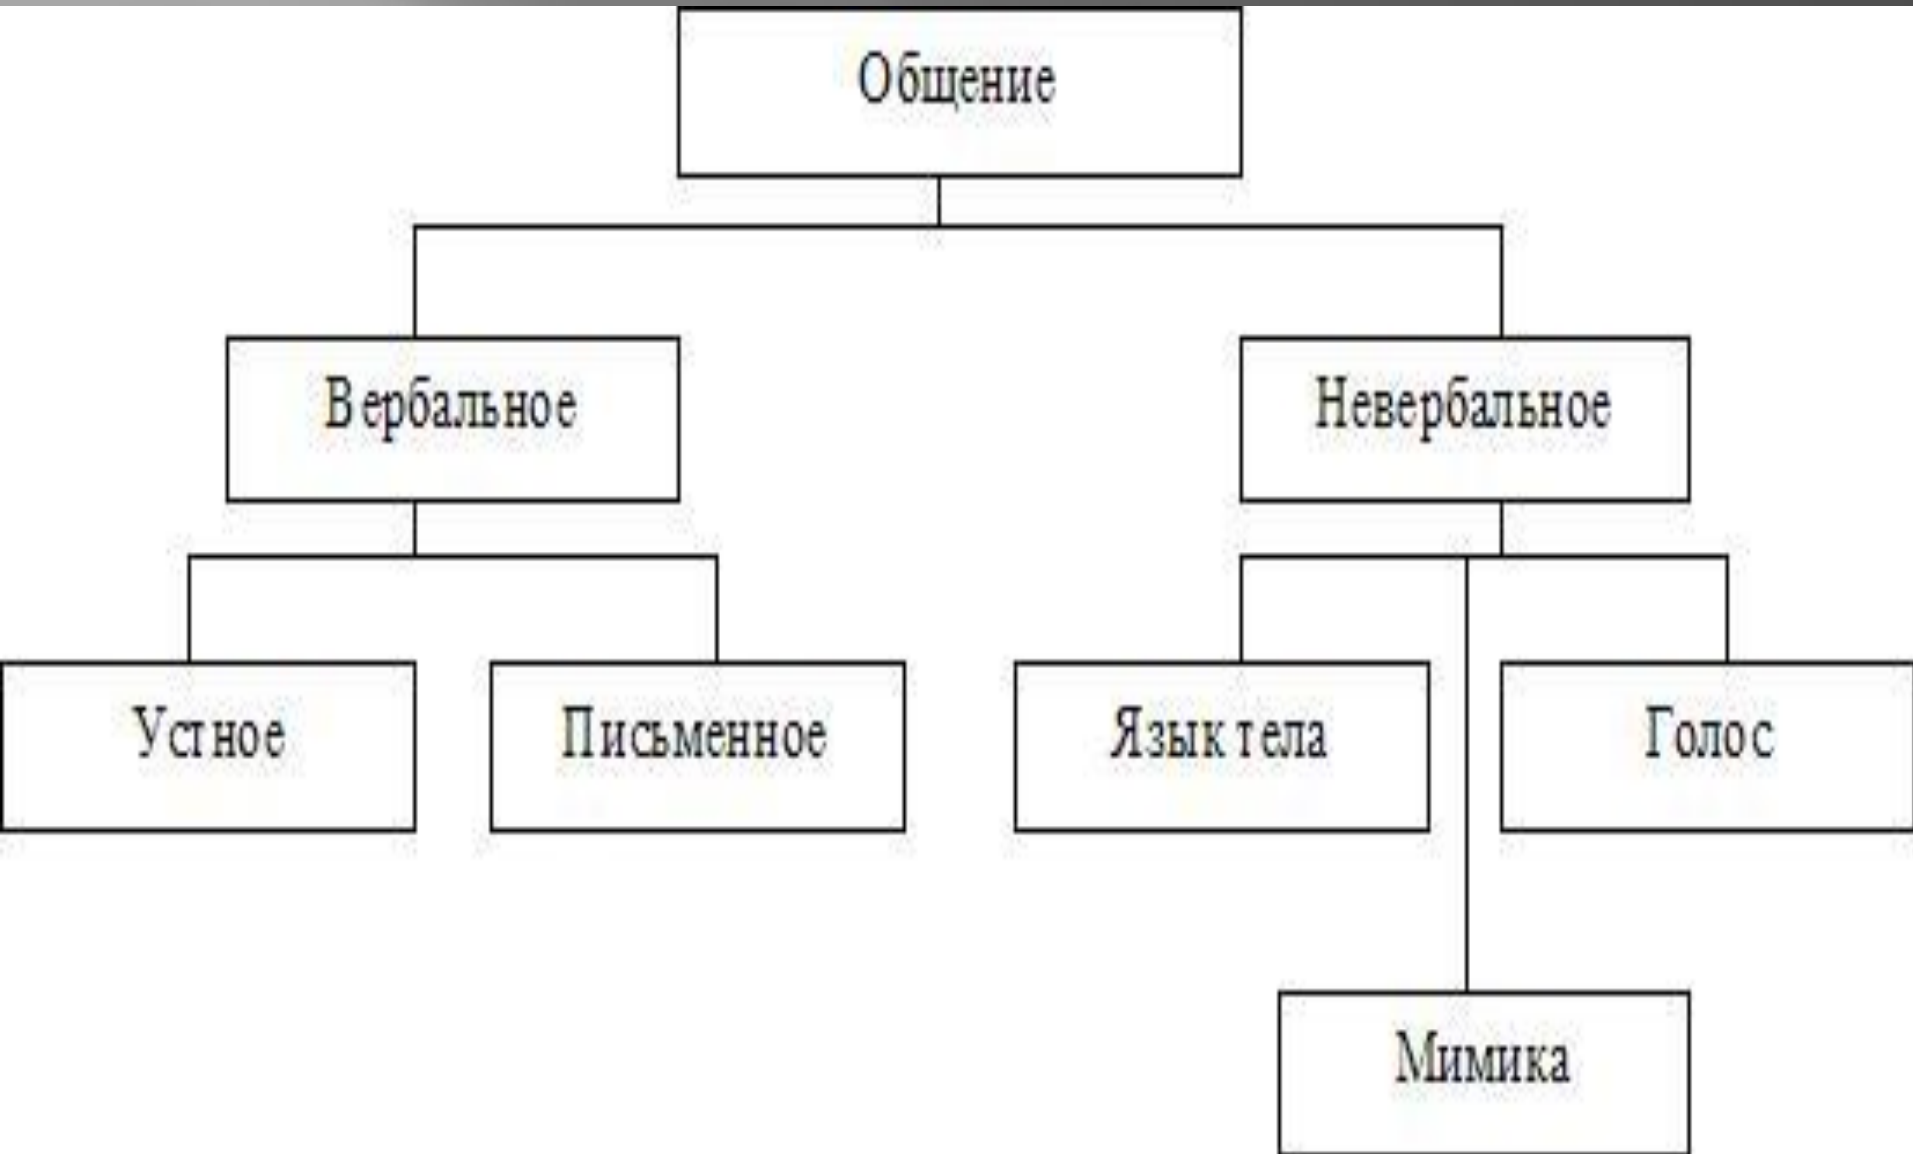 Общение
Вербальное
Невербальное
Устное
Письменное
Язык тела
Голос
Мимика